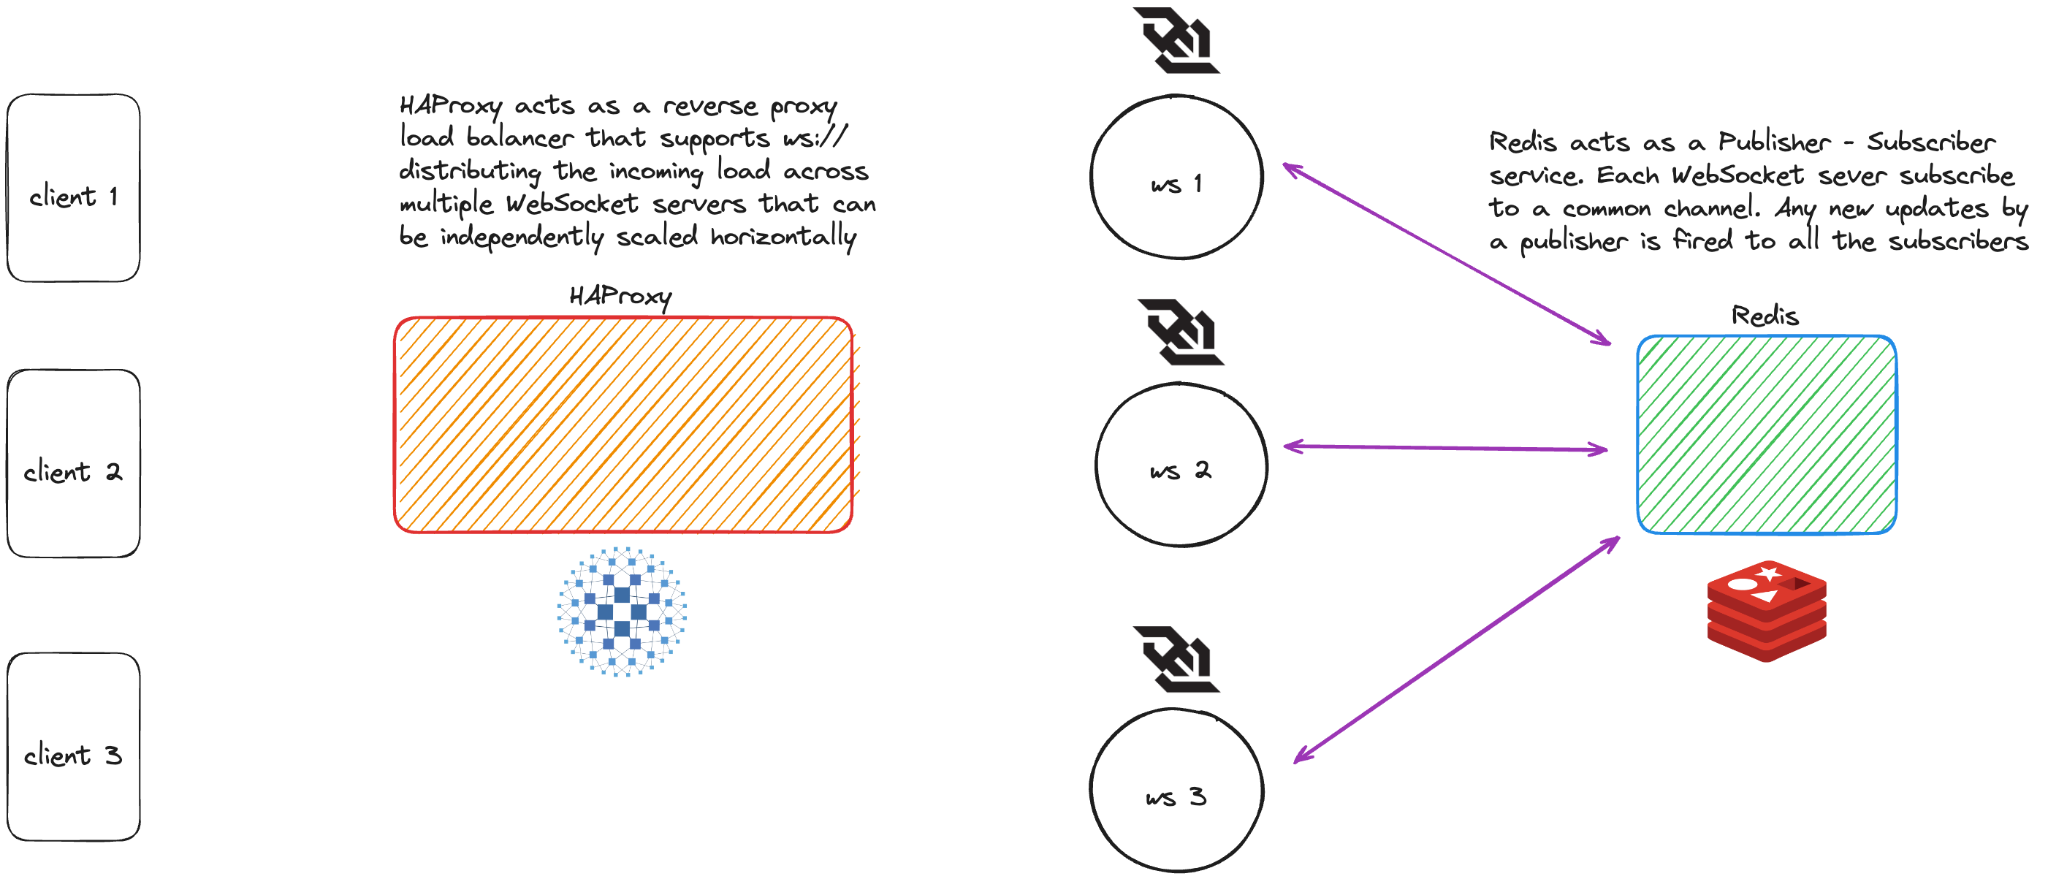 client 1
client 2
client 3
HAProxy acts as a reverse proxy
load balancer that supports ws://
distributing the incoming load across
multiple WebSocket servers that can
be independently scaled horizontally
HAProxy
ws 1
ws 2
ws 3
Redis acts as a Publisher - Subscriber
service. Each WebSocket sever subscribe
to a common channel. Any new updates by
a publisher is fired to all the subscribers
Redis